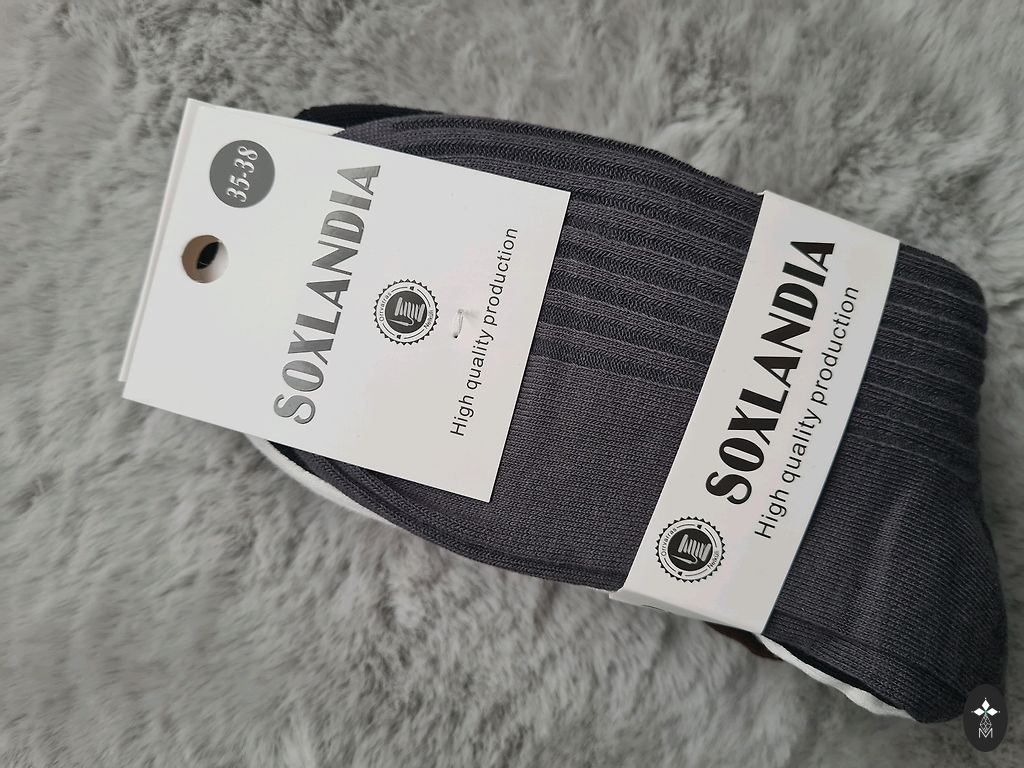 35-38
SOXLANDIA
High quality production
SOXLANDIA
High quality production
M